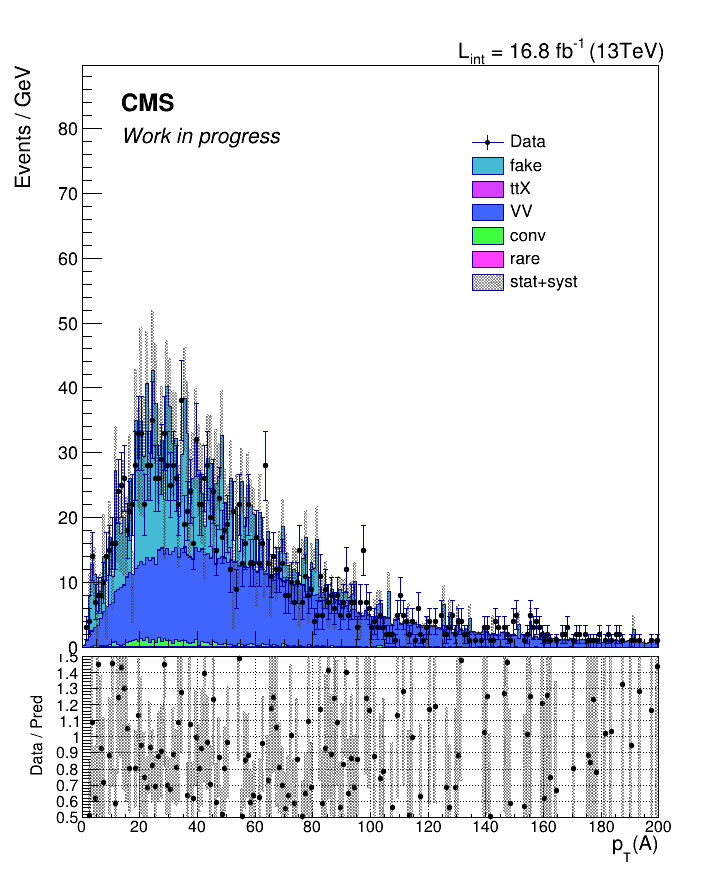 L_int = 16.8 fb^-1 (13TeV)
Events / GeV
CMS
Work in progress
Data
fake
ttX
VV
conv
rare
stat+syst
80
70
60
50
40
30
20
10
0
Data / Pred
1.5
1.4
1.3
1.2
1.1
1
0.9
0.8
0.7
0.6
0.5
0 20 40 60 80 100 120 140 160 180 200
p_T(A)